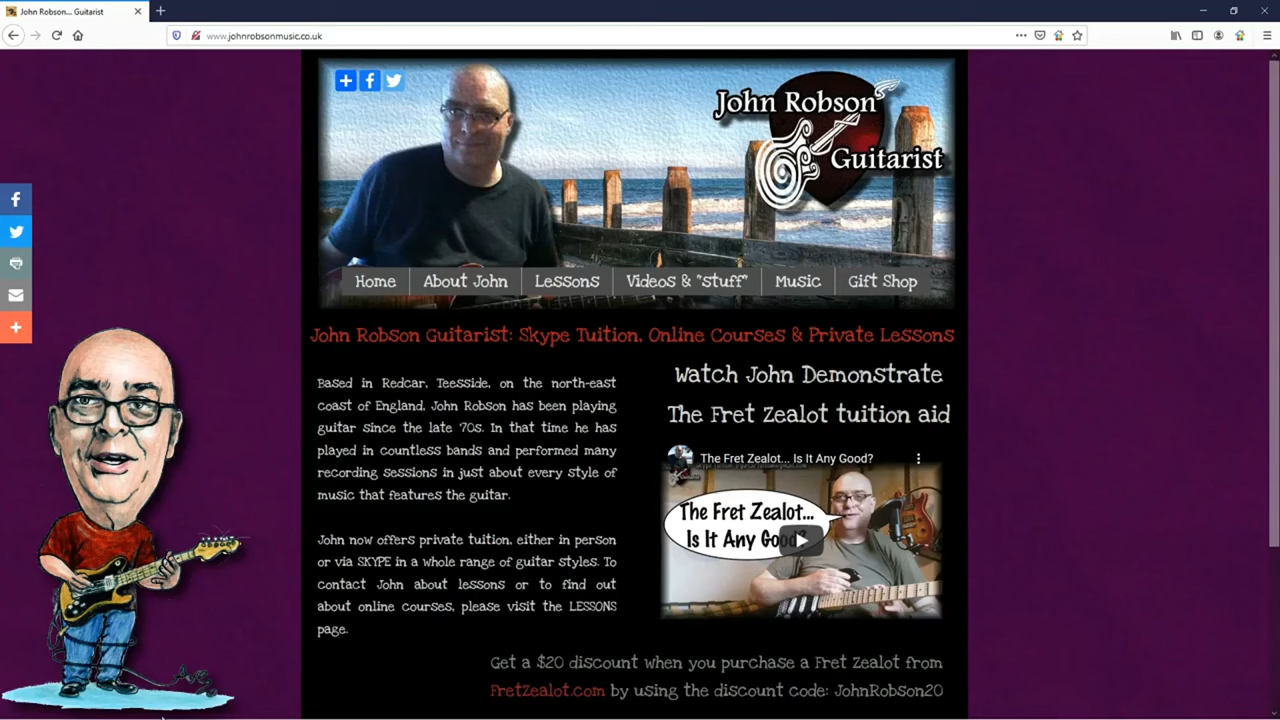 John Robson... Guitarist
www.johnrobsonmusic.co.uk
John Robson
Guitarist
Home
About John
Lessons
Videos & "stuff"
Music
Gift Shop
John Robson Guitarist: Skype Tuition, Online Courses & Private Lessons
Based in Redcar, Teesside, on the north-east
coast of England, John Robson has been playing
guitar since the late '70s. In that time he has
played in countless bands and performed many
recording sessions in just about every style of
music that features the guitar.
John now offers private tuition, either in person
or via SKYPE in a whole range of guitar styles. To
contact John about lessons or to find out
about online courses, please visit the LESSONS
page.
Watch John Demonstrate
The Fret Zealot tuition aid
The Fret Zealot... Is It Any Good?
The Fret Zealot...
Is It Any Good?
Get a $20 discount when you purchase a Fret Zealot from
FretZealot.com by using the discount code: JohnRobson20